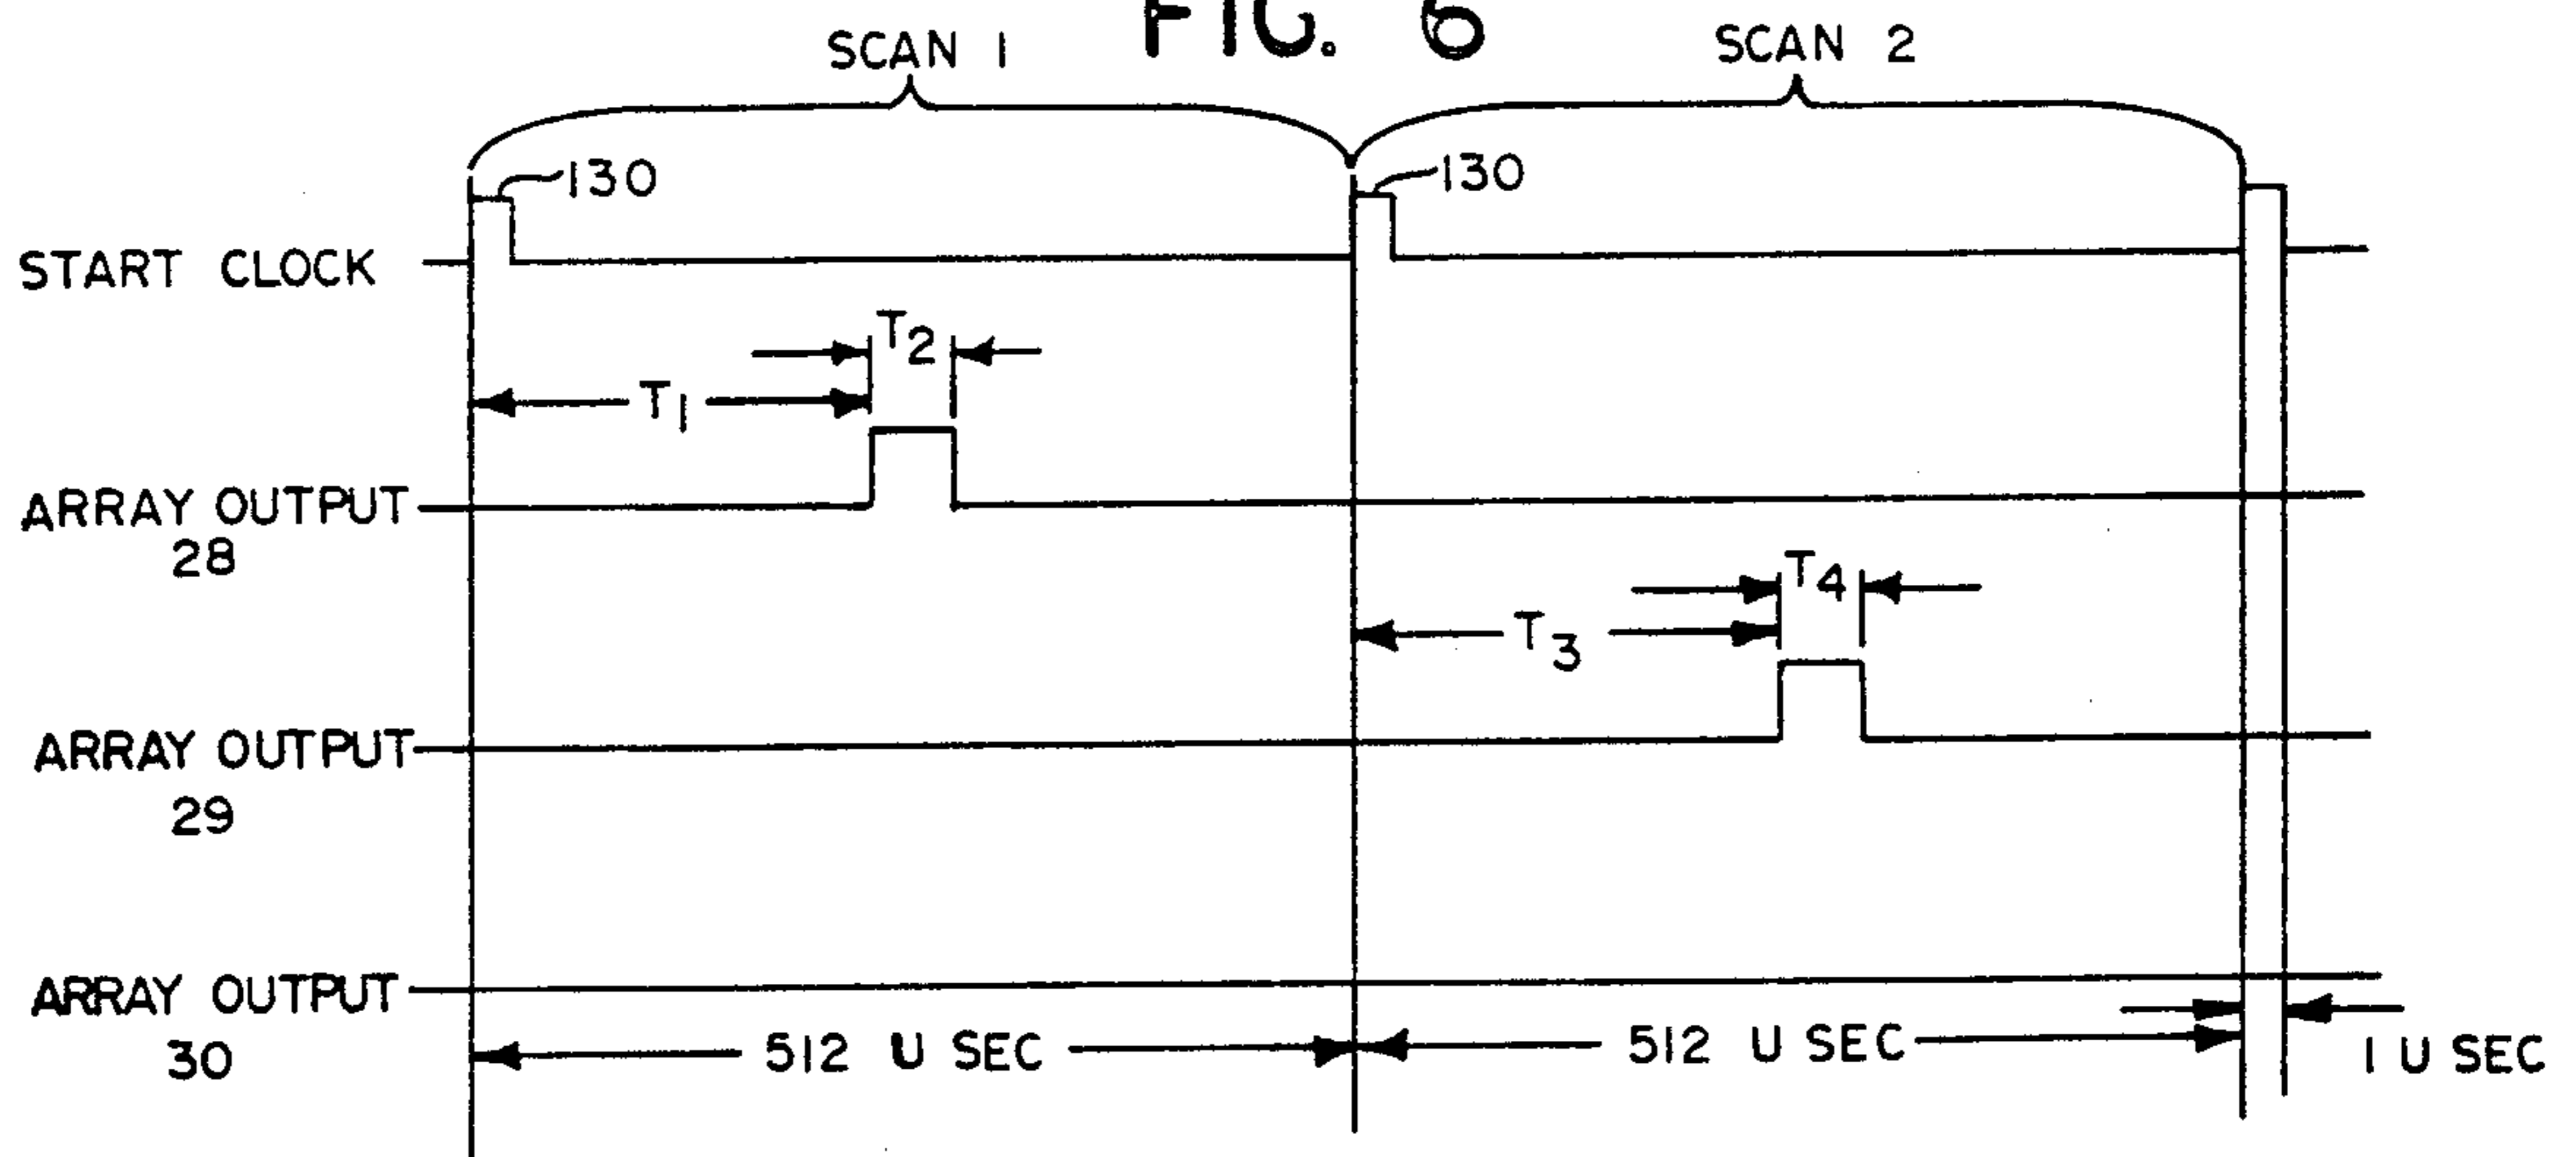 FIG. 6
SCAN 1
SCAN 2
130
130
START CLOCK
T2
T1
ARRAY OUTPUT
28
T4
T3
ARRAY OUTPUT
29
ARRAY OUTPUT
30
512 U SEC
512 U SEC
1 U SEC